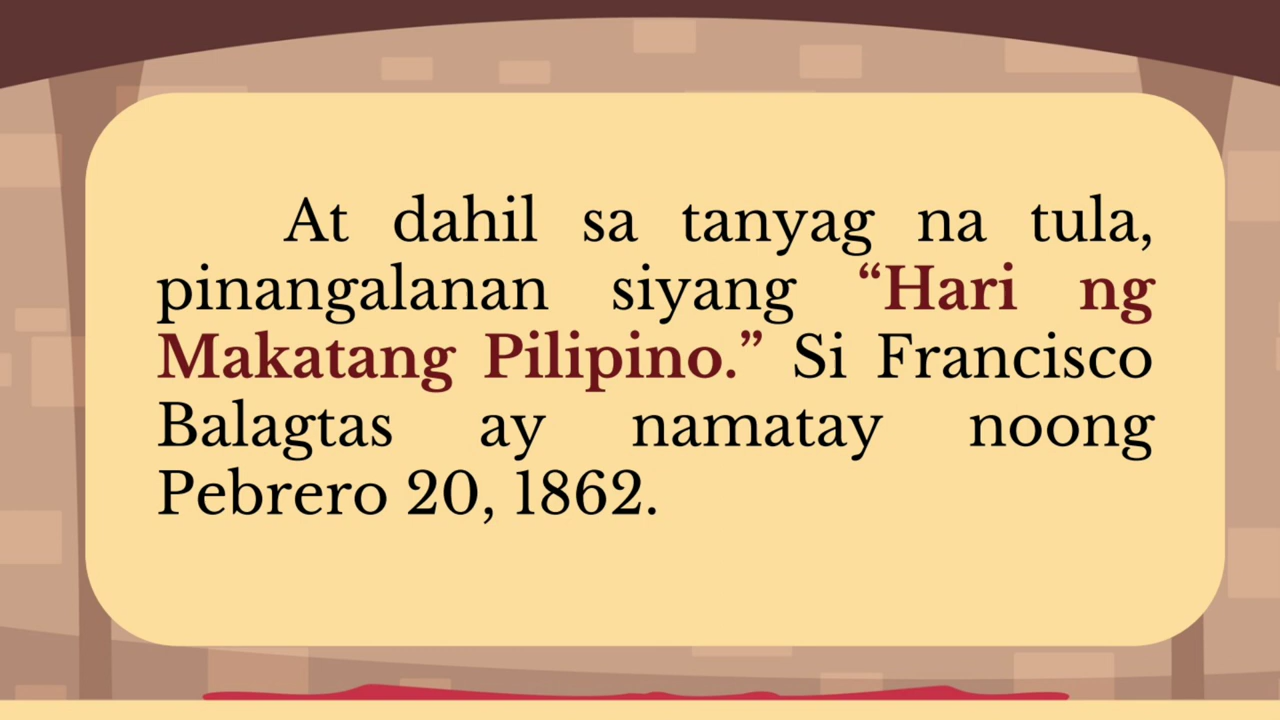 At dahil sa tanyag na tula,
pinangalanan siyang “Hari ng
Makatang Pilipino.” Si Francisco
Balagtas ay namatay noong
Pebrero 20, 1862.